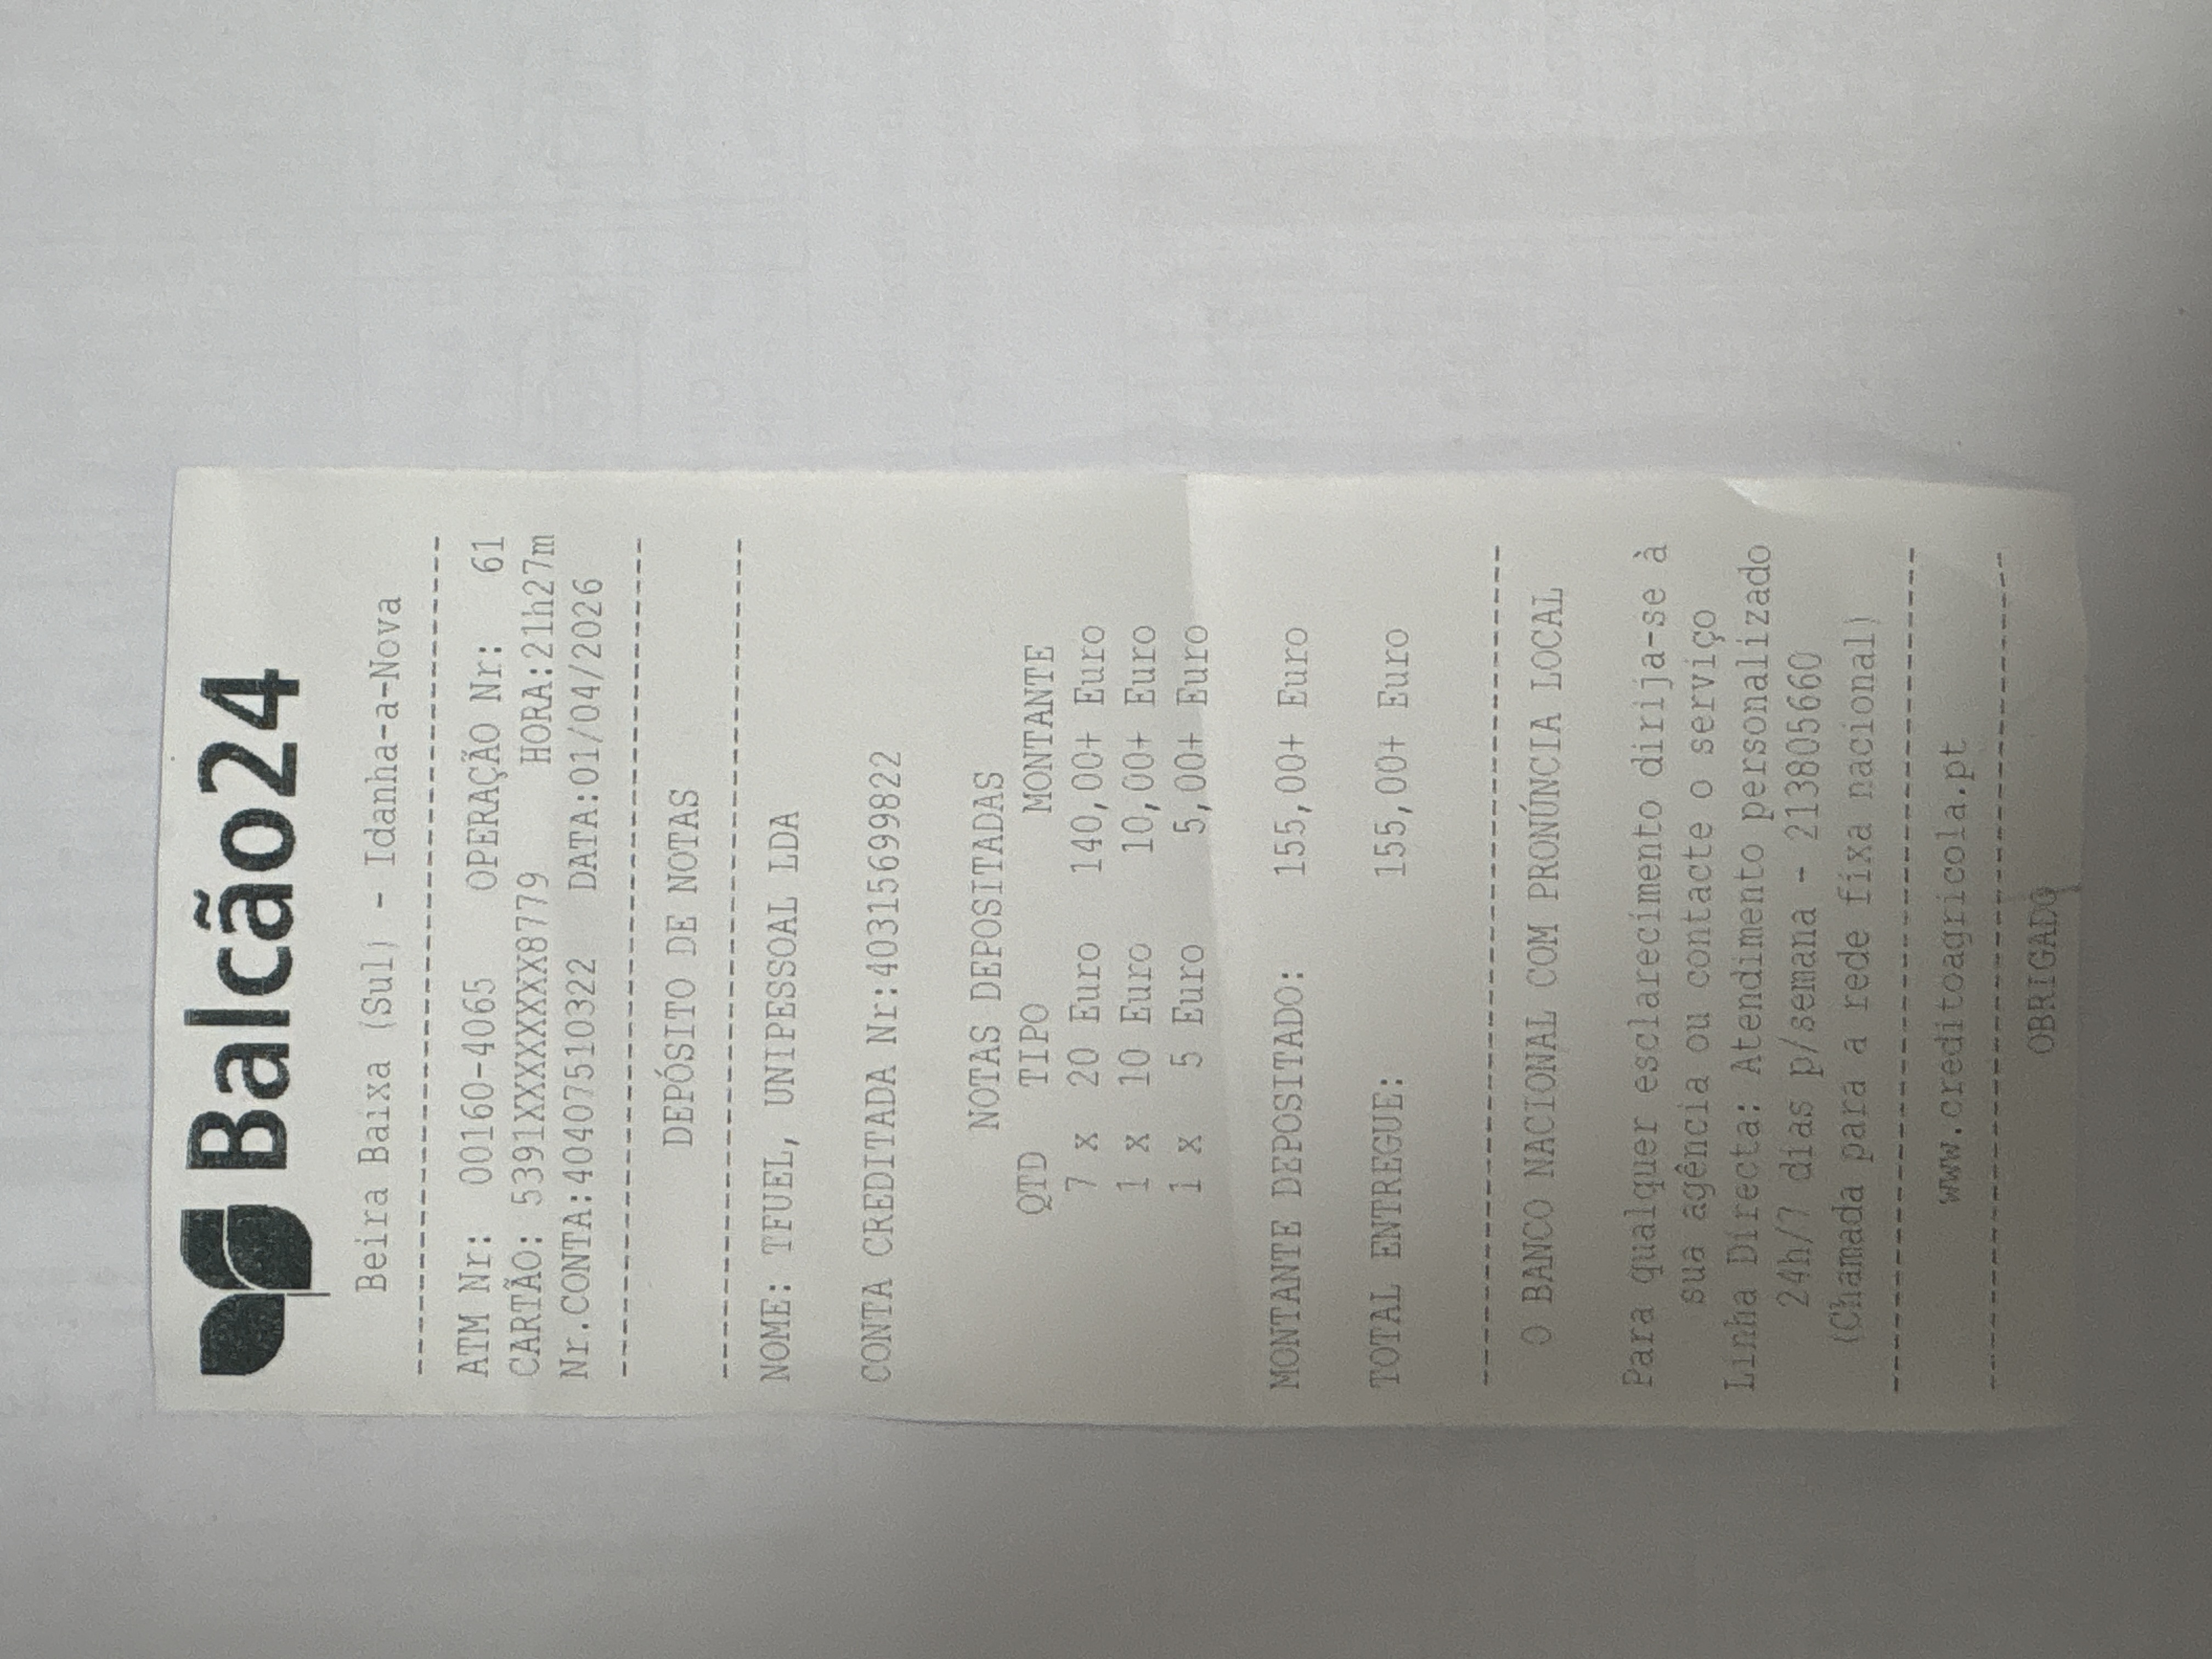 Balcão24
Beira Baixa (Sul) - Idanha-a-Nova
ATM Nr: 00160-4065 OPERAÇÃO Nr: 61
CARTÃO: 5391XXXXXXXX8779 HORA:21h27m
Nr.CONTA:40407510322 DATA:01/04/2026
DEPÓSITO DE NOTAS
NOME: TFUEL, UNIPESSOAL LDA
CONTA CREDITADA Nr:40315699822
NOTAS DEPOSITADAS
QTD TIPO MONTANTE
7 x 20 Euro 140,00+ Euro
1 x 10 Euro 10,00+ Euro
1 x 5 Euro 5,00+ Euro
MONTANTE DEPOSITADO: 155,00+ Euro
TOTAL ENTREGUE: 155,00+ Euro
O BANCO NACIONAL COM PRONÚNCIA LOCAL
Para qualquer esclarecimento dirija-se à
sua agência ou contacte o serviço
Linha Directa: Atendimento personalizado
24h/7 dias p/semana - 213805660
(Chamada para a rede fixa nacional)
www.creditoagricola.pt
OBRIGADO